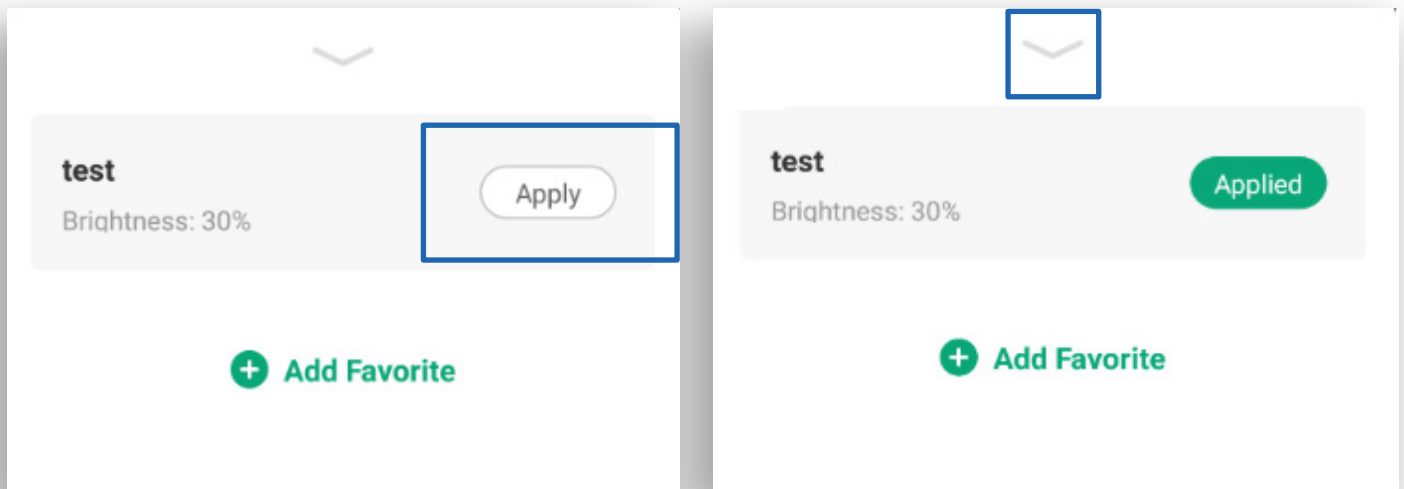 test
Apply
Brightness: 30%
Add Favorite
test
Applied
Brightness: 30%
Add Favorite